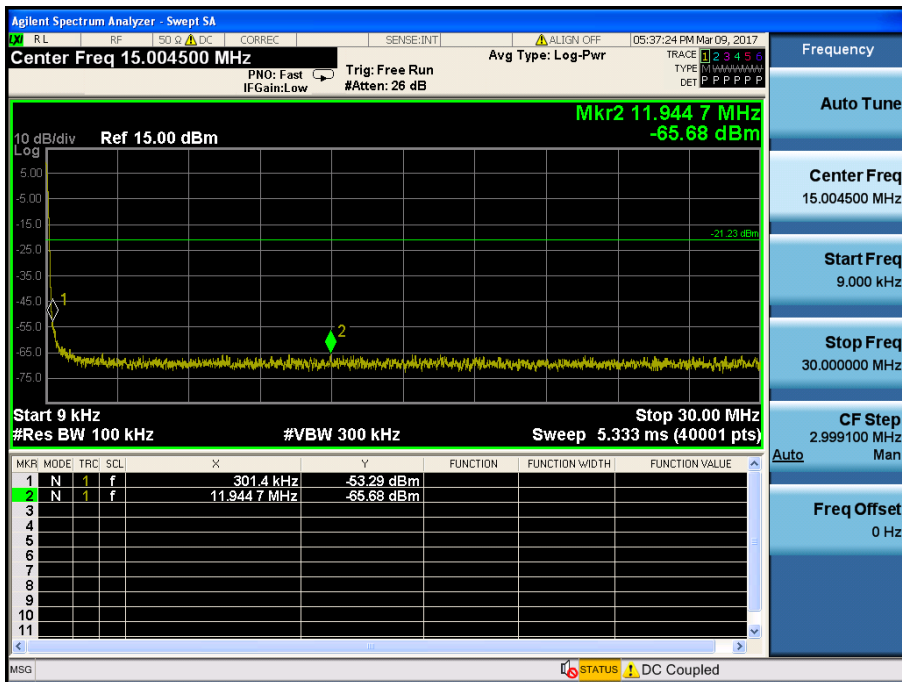 Agilent Spectrum Analyzer - Swept SA
LXI RL RF 50 Ω DC CORREC SENSE:INT ALIGN OFF 05:37:24 PM Mar 09, 2017
Center Freq 15.004500 MHz
PNO: Fast
IFGain:Low
Trig: Free Run
#Atten: 26 dB
Avg Type: Log-Pwr
TRACE 1 2 3 4 5 6
TYPE M WWWWW
DET P P P P P P
Mkr2 11.944 7 MHz
-65.68 dBm
10 dB/div Ref 15.00 dBm
Log
5.00
-5.00
-15.0
-21.23 dBm
-25.0
-35.0
-45.0
1
-55.0
2
-65.0
-75.0
Start 9 kHz Stop 30.00 MHz
#Res BW 100 kHz #VBW 300 kHz Sweep 5.333 ms (40001 pts)
MKR MODE TRC SCL X Y FUNCTION FUNCTION WIDTH FUNCTION VALUE
1 N 1 f 301.4 kHz -53.29 dBm
2 N 1 f 11.944 7 MHz -65.68 dBm
3
4
5
6
7
8
9
10
11
MSG STATUS DC Coupled
Frequency
Auto Tune
Center Freq
15.004500 MHz
Start Freq
9.000 kHz
Stop Freq
30.000000 MHz
CF Step
2.999100 MHz
Auto Man
Freq Offset
0 Hz